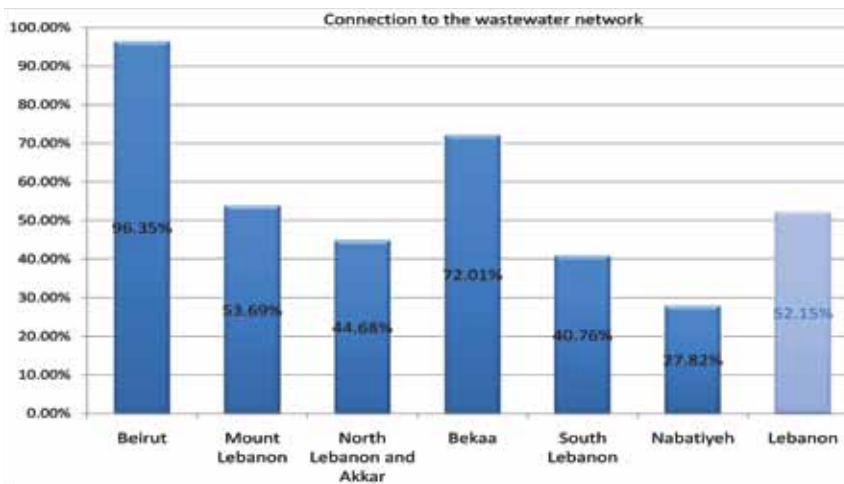 Connection to the wastewater network
100.00%
90.00%
80.00%
70.00%
60.00%
50.00%
40.00%
30.00%
20.00%
10.00%
0.00%
96.35%
53.69%
44.68%
72.01%
40.76%
27.82%
52.15%
Beirut
Mount
Lebanon
North
Lebanon and
Akkar
Bekaa
South
Lebanon
Nabatiyeh
Lebanon